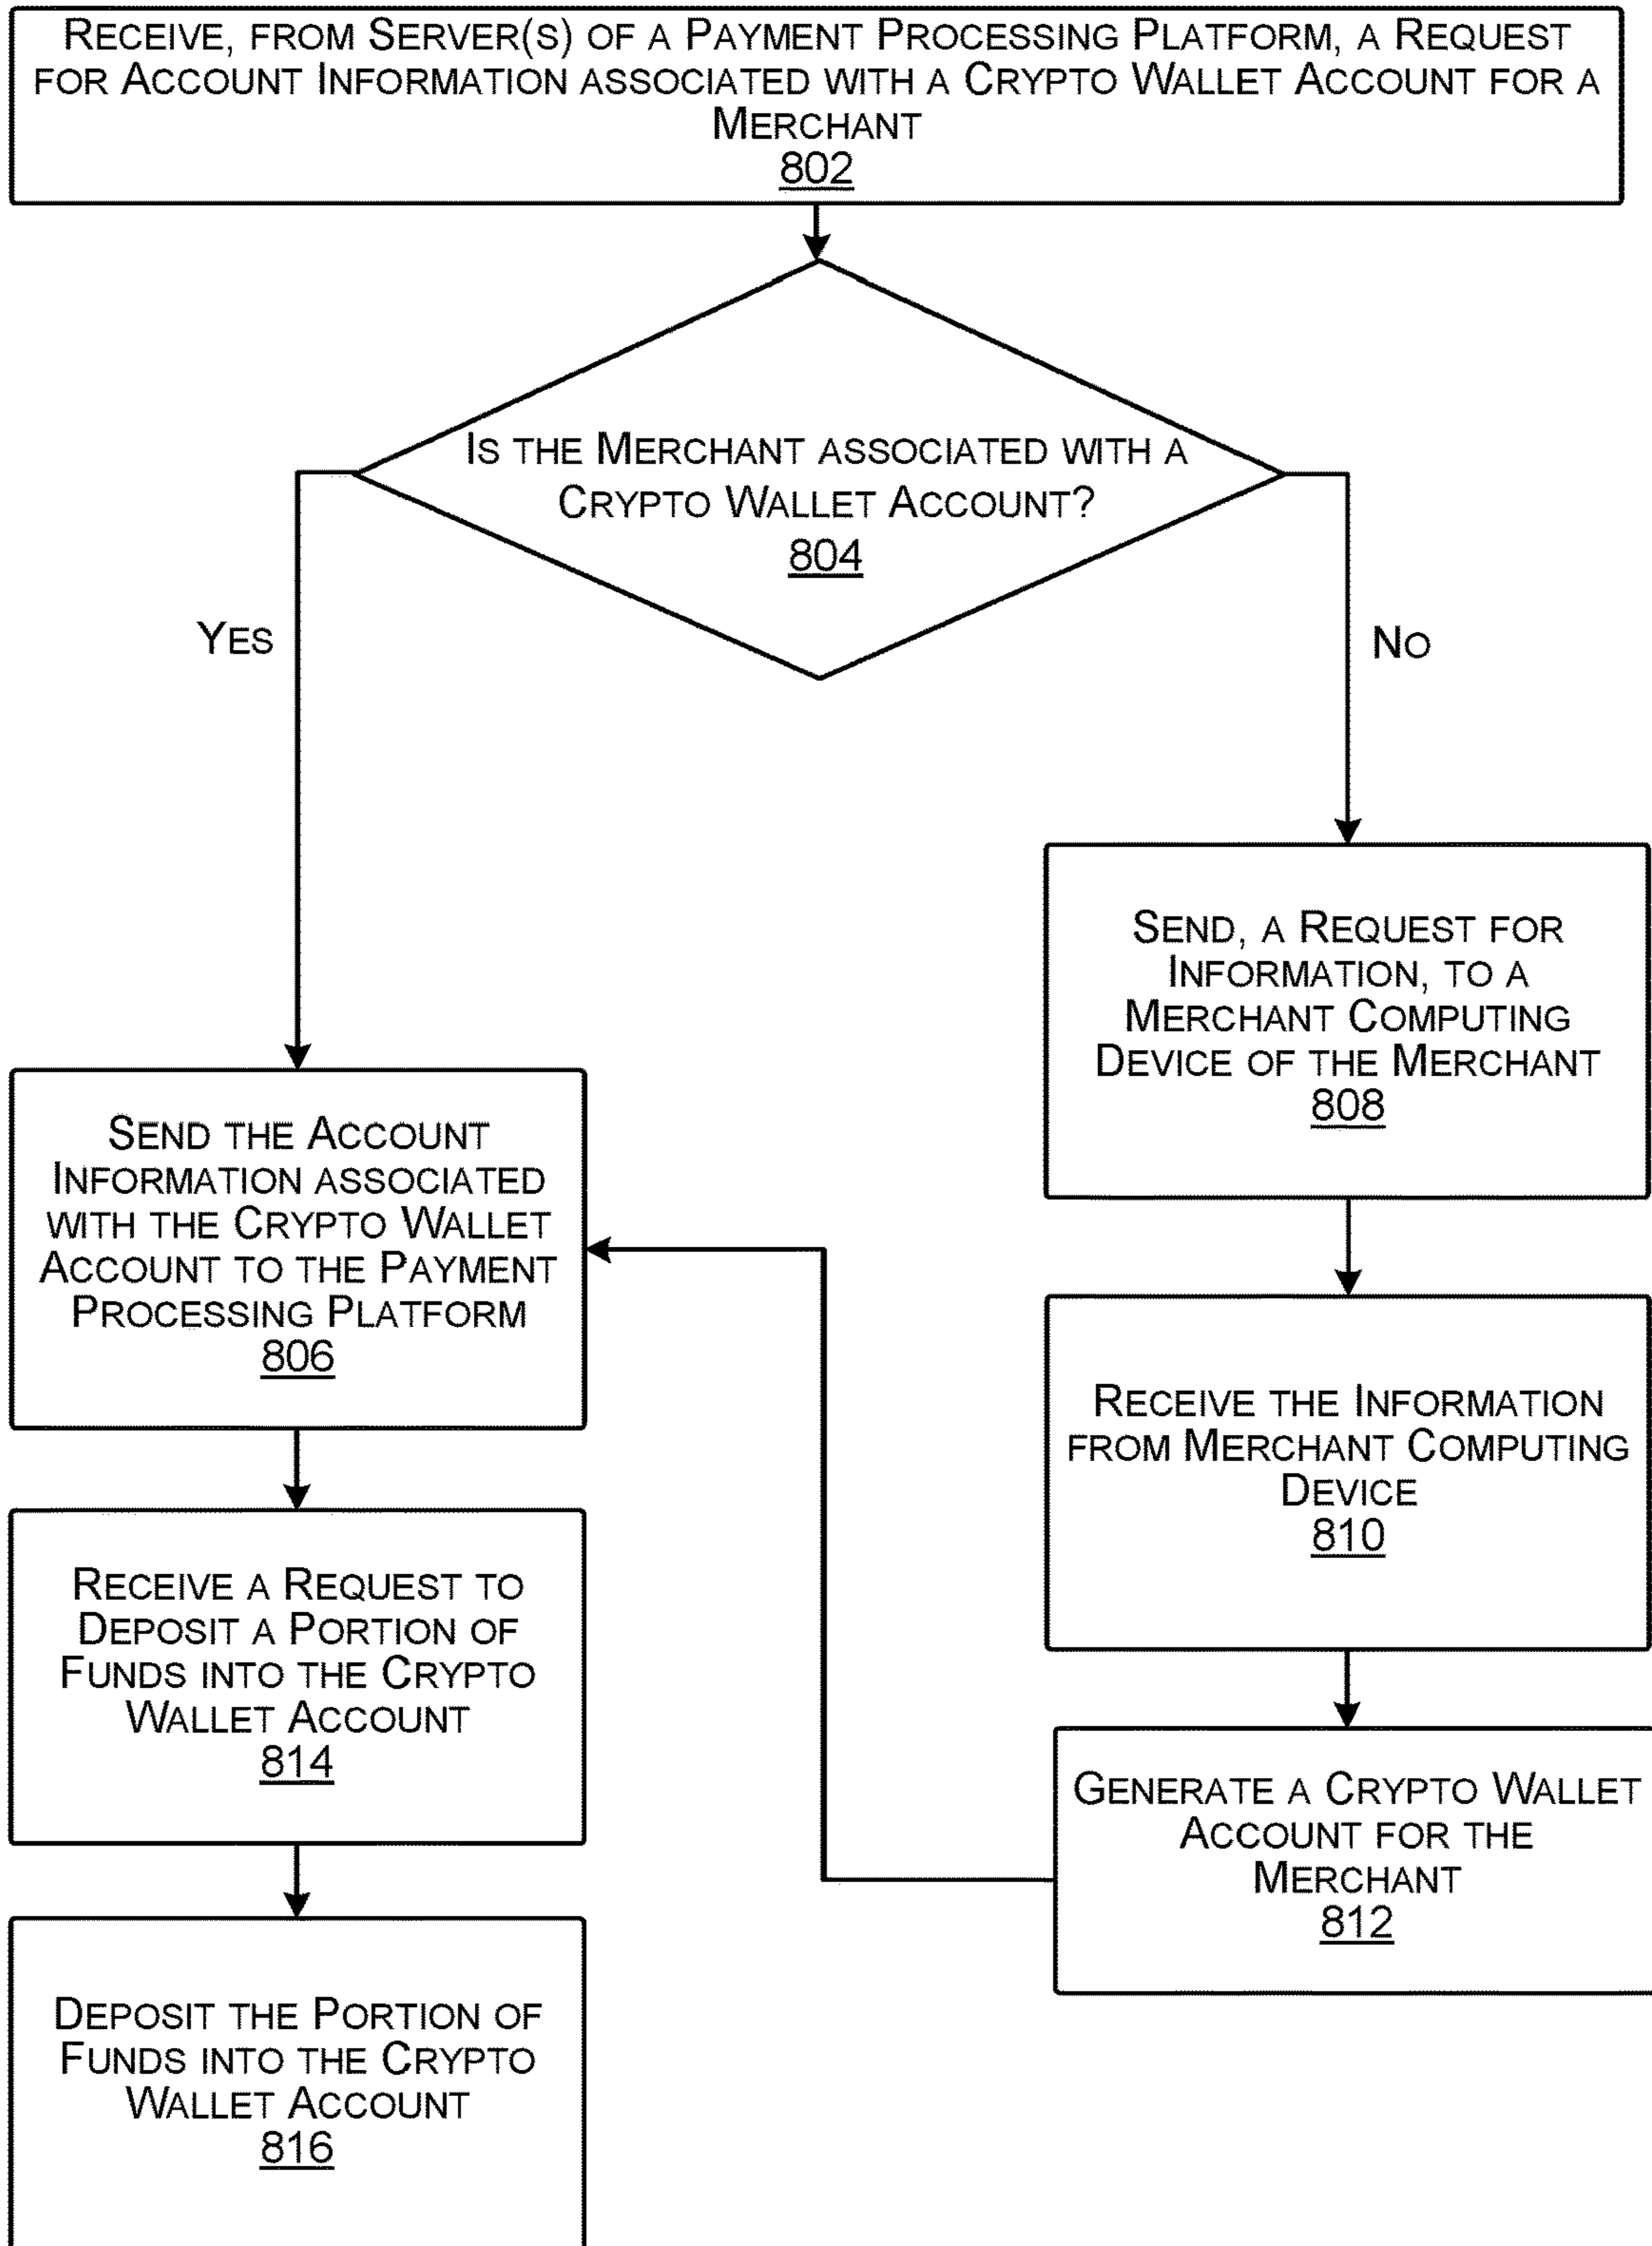 RECEIVE, FROM SERVER(S) OF A PAYMENT PROCESSING PLATFORM, A REQUEST
FOR ACCOUNT INFORMATION ASSOCIATED WITH A CRYPTO WALLET ACCOUNT FOR A
MERCHANT
802
IS THE MERCHANT ASSOCIATED WITH A
CRYPTO WALLET ACCOUNT?
804
YES
NO
SEND, A REQUEST FOR
INFORMATION, TO A
MERCHANT COMPUTING
DEVICE OF THE MERCHANT
808
SEND THE ACCOUNT
INFORMATION ASSOCIATED
WITH THE CRYPTO WALLET
ACCOUNT TO THE PAYMENT
PROCESSING PLATFORM
806
RECEIVE THE INFORMATION
FROM MERCHANT COMPUTING
DEVICE
810
RECEIVE A REQUEST TO
DEPOSIT A PORTION OF
FUNDS INTO THE CRYPTO
WALLET ACCOUNT
814
GENERATE A CRYPTO WALLET
ACCOUNT FOR THE
MERCHANT
812
DEPOSIT THE PORTION OF
FUNDS INTO THE CRYPTO
WALLET ACCOUNT
816